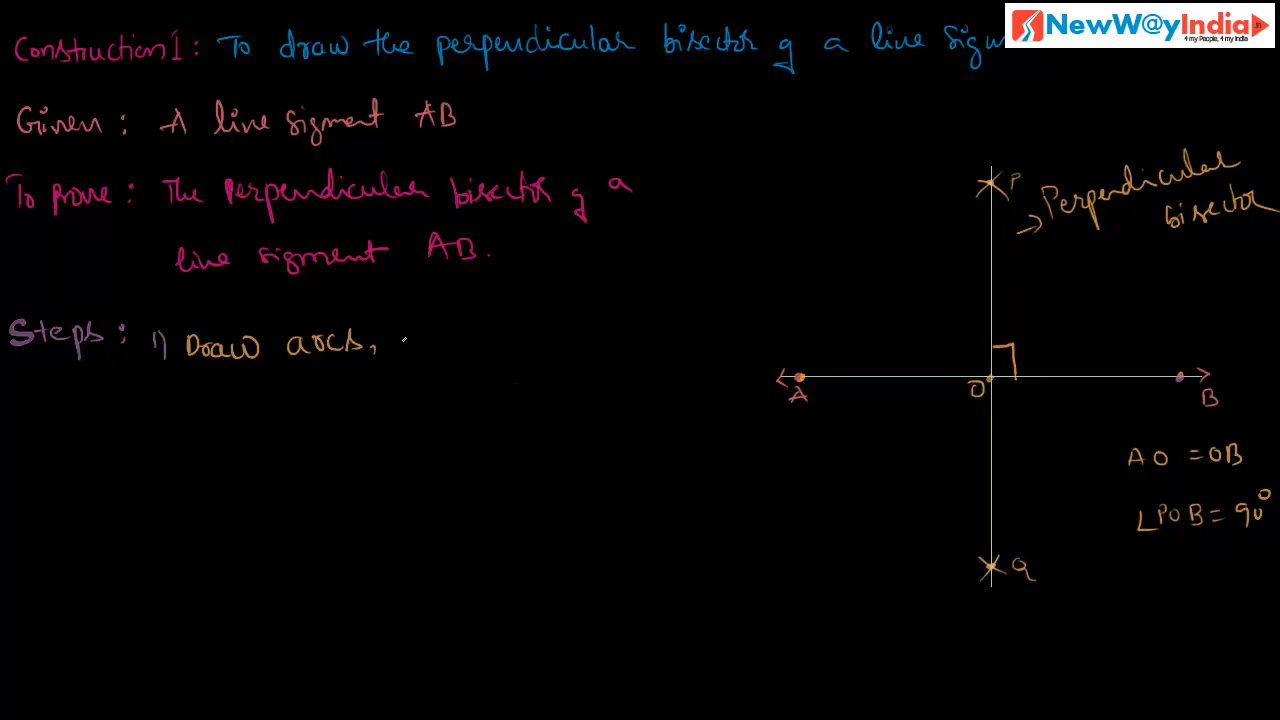 Construction 1: To draw the perpendicular bisector of a line sigm
NewW@yIndia.in
4 my People, 4 my India
Given: A line sigment AB
To prove: The perpendicular bisector of a
line sigment AB.
Steps: 1) Draw arcs,
P
→ Perpendicular
bisector
A
O
B
AO = OB
∠POB = 90°
Q